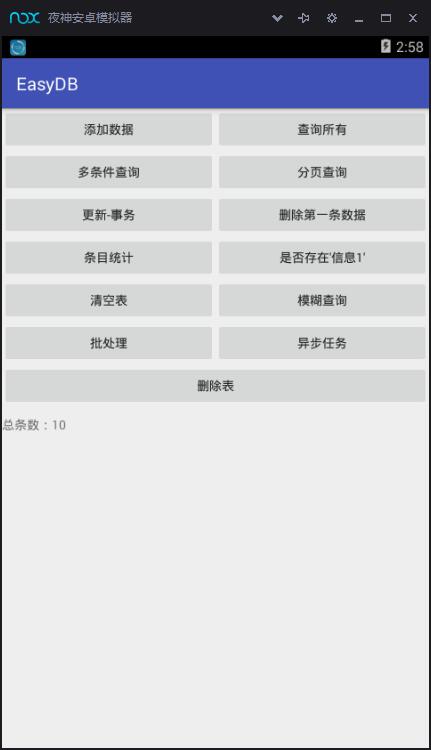 nox 夜神安卓模拟器
2:58
EasyDB
添加数据 查询所有
多条件查询 分页查询
更新-事务 删除第一条数据
条目统计 是否存在'信息1'
清空表 模糊查询
批处理 异步任务
删除表
总条数：10